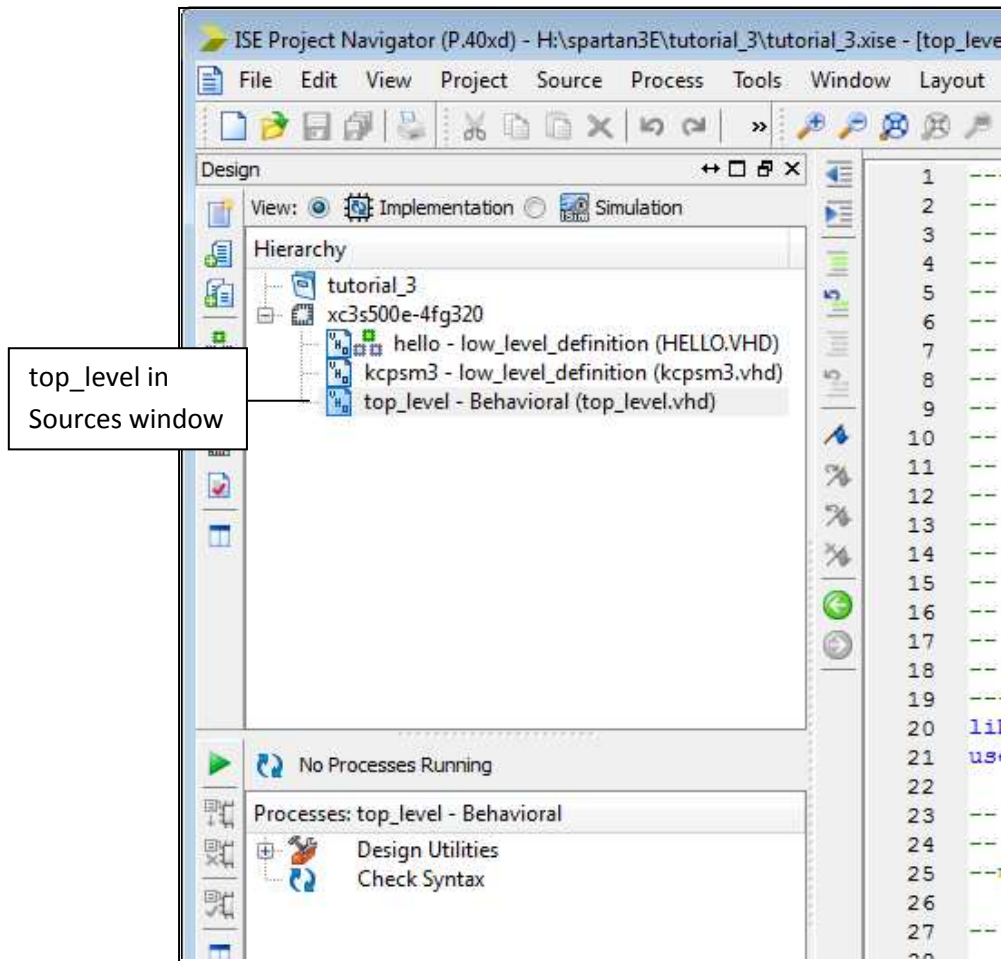 ISE Project Navigator (P.40xd) - H:\spartan3E\tutorial_3\tutorial_3.xise - [top_leve
File Edit View Project Source Process Tools Window Layout
»
Design
View: Implementation Simulation
Hierarchy
tutorial_3
xc3s500e-4fg320
hello - low_level_definition (HELLO.VHD)
kcpsm3 - low_level_definition (kcpsm3.vhd)
top_level - Behavioral (top_level.vhd)
top_level in
Sources window
No Processes Running
Processes: top_level - Behavioral
Design Utilities
Check Syntax
1 ---
2 --
3 --
4 --
5 --
6 --
7 --
8 --
9 --
10 --
11 --
12 --
13 --
14 --
15 --
16 --
17 --
18 --
19 ---
20 lib
21 use
22
23 --
24 --
25 --
26
27 --